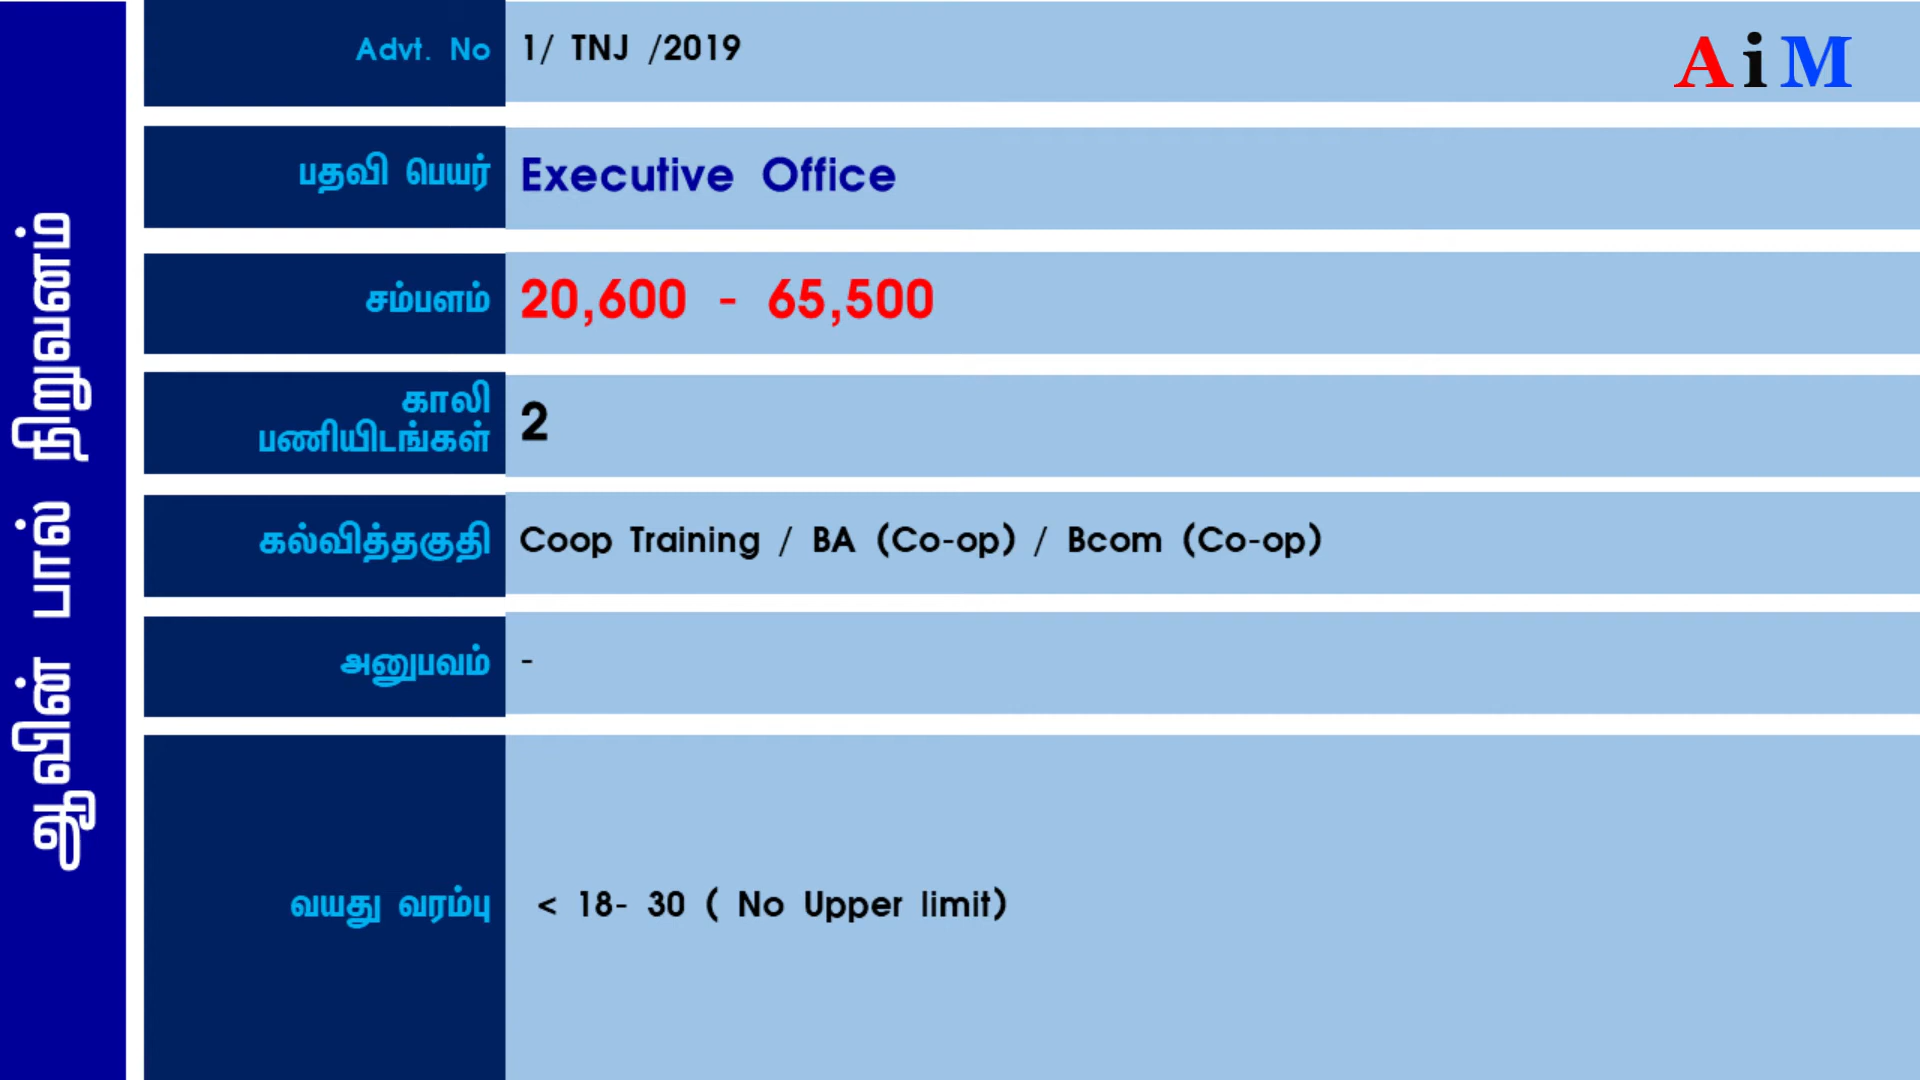 ஆவின் பால் நிறுவனம்
Advt. No 1/ TNJ /2019
AiM
பதவி பெயர் Executive Office
சம்பளம் 20,600 - 65,500
காலி
பணியிடங்கள் 2
கல்வித்தகுதி Coop Training / BA (Co-op) / Bcom (Co-op)
அனுபவம் -
வயது வரம்பு < 18- 30 ( No Upper limit)